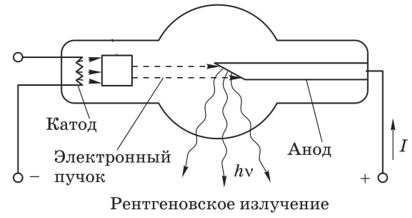 Катод
Электронный
пучок
hν
Анод
I
−
+
Рентгеновское излучение